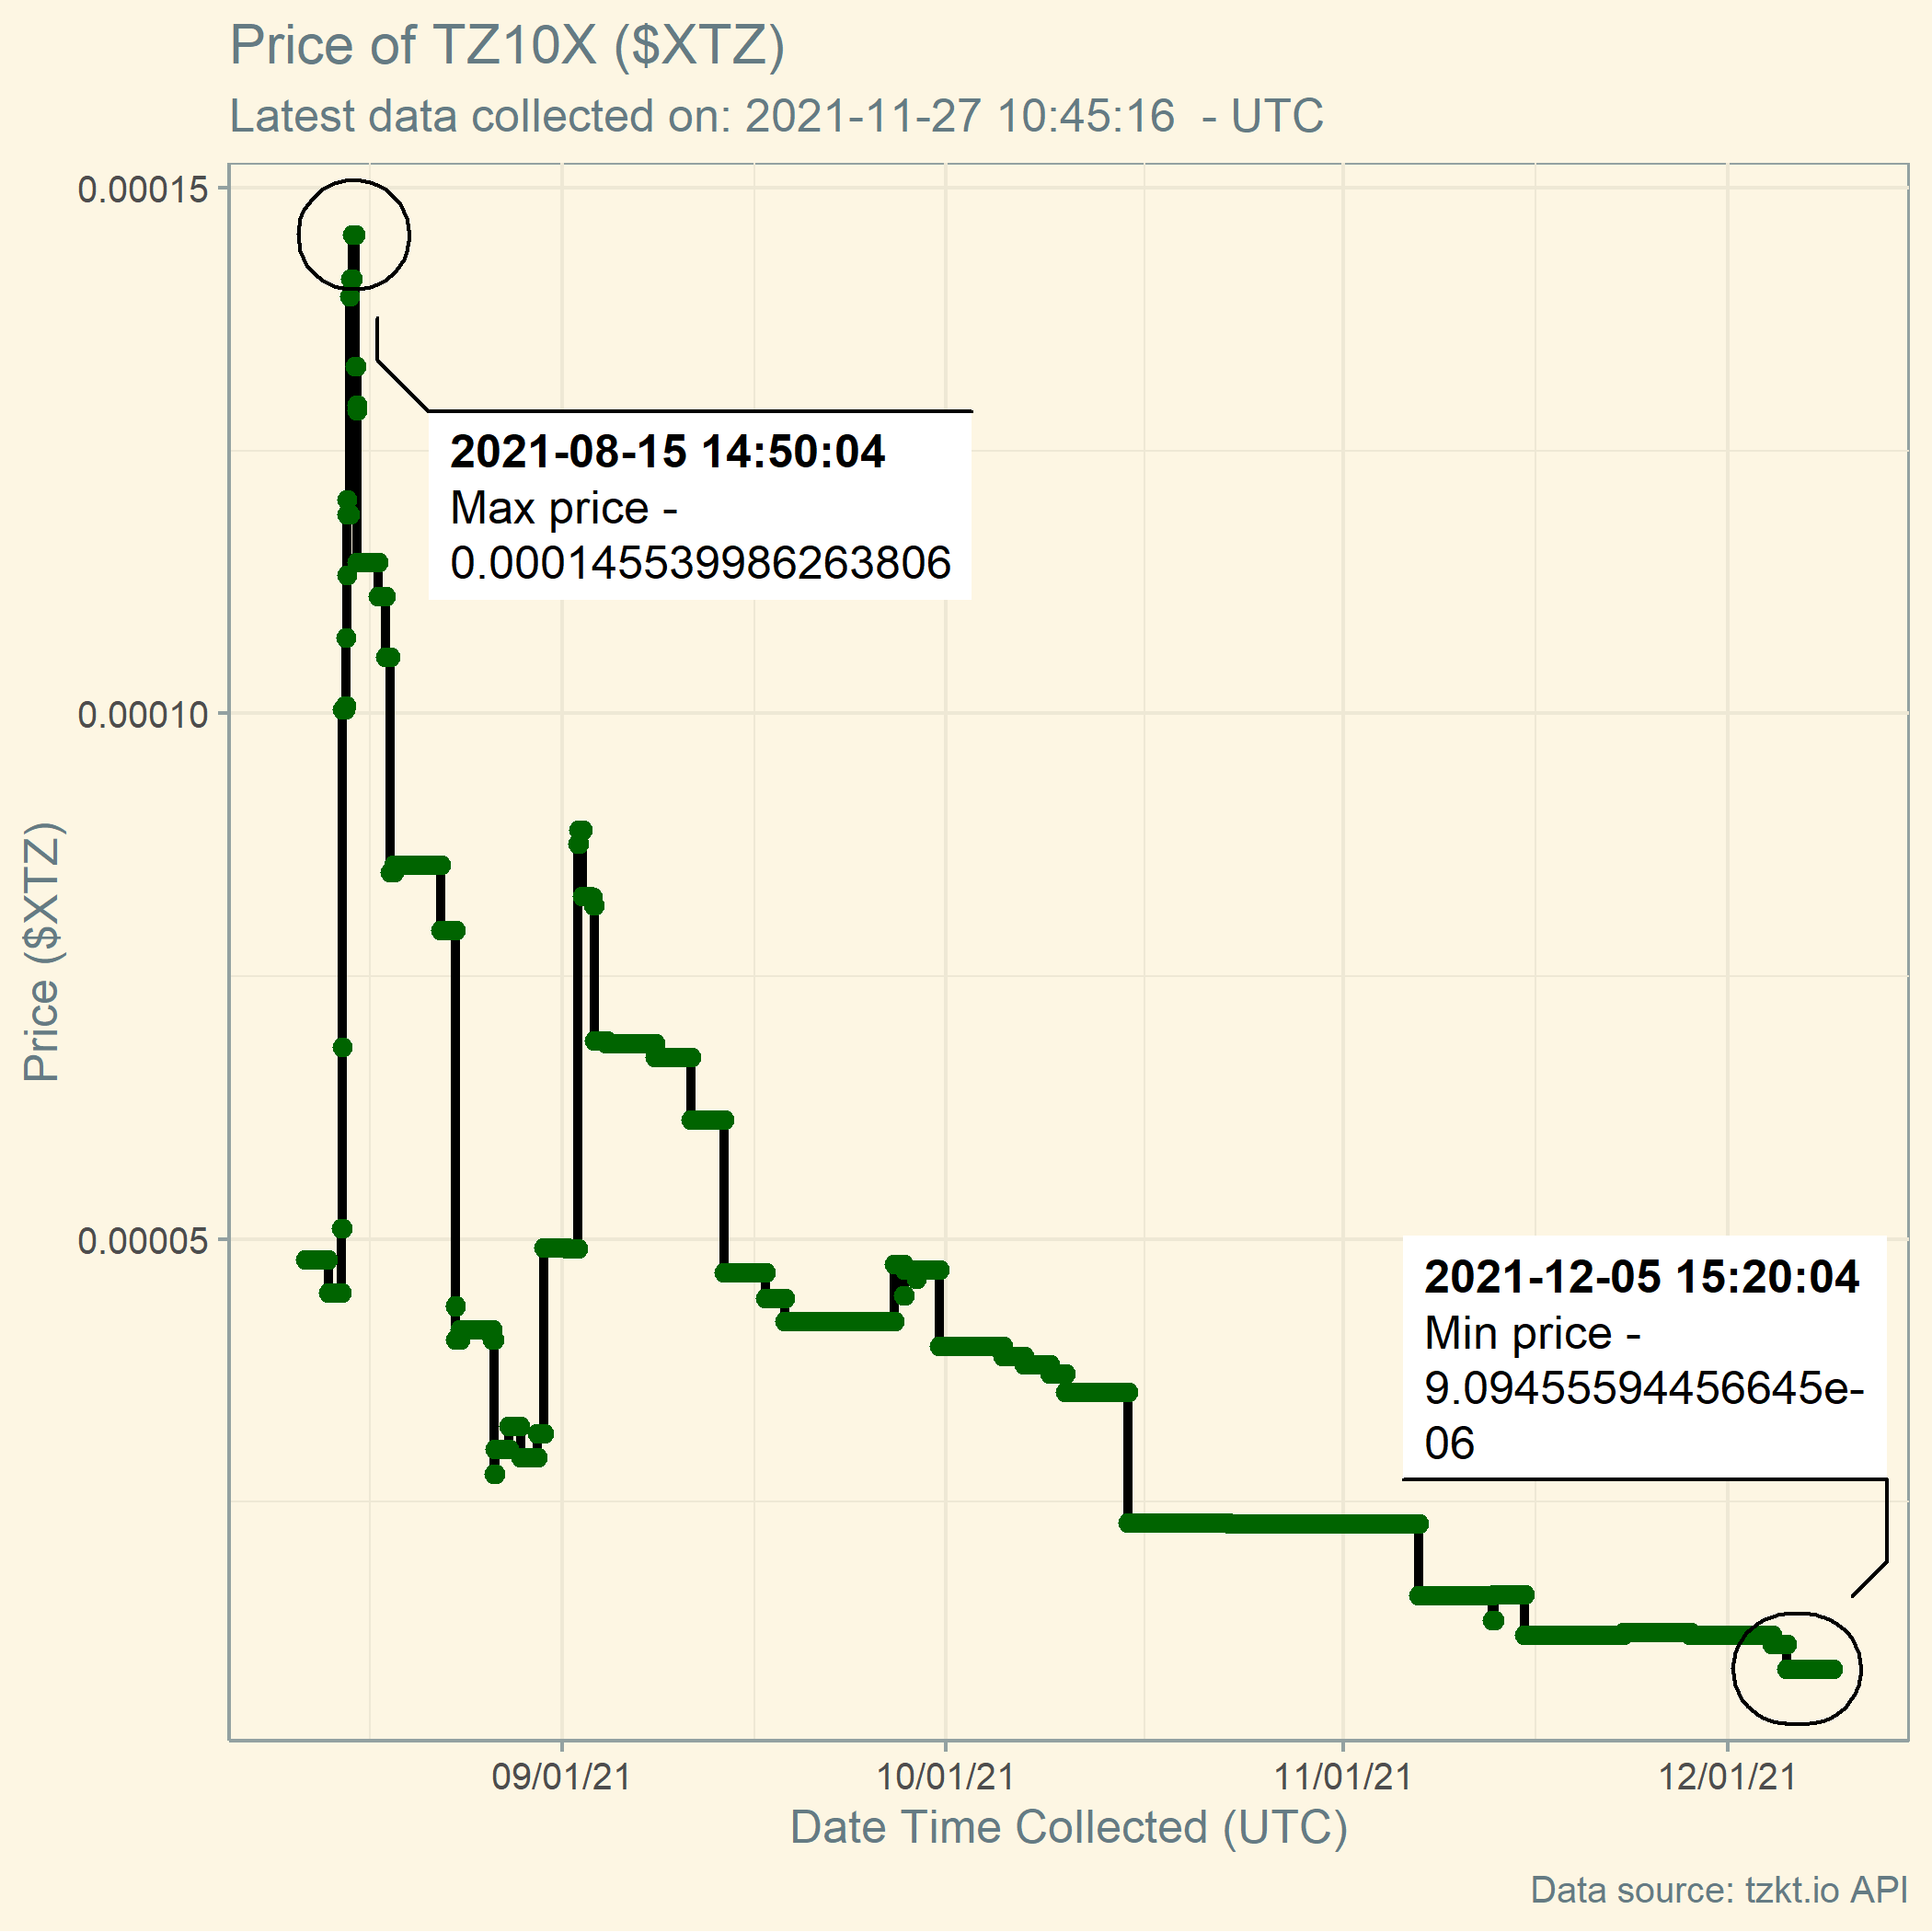 Price of TZ10X ($XTZ)
Latest data collected on: 2021-11-27 10:45:16  - UTC
0.00015
0.00010
0.00005
Price ($XTZ)
2021-08-15 14:50:04
Max price -
0.000145539986263806
2021-12-05 15:20:04
Min price -
9.09455594456645e-
06
09/01/21
10/01/21
11/01/21
12/01/21
Date Time Collected (UTC)
Data source: tzkt.io API